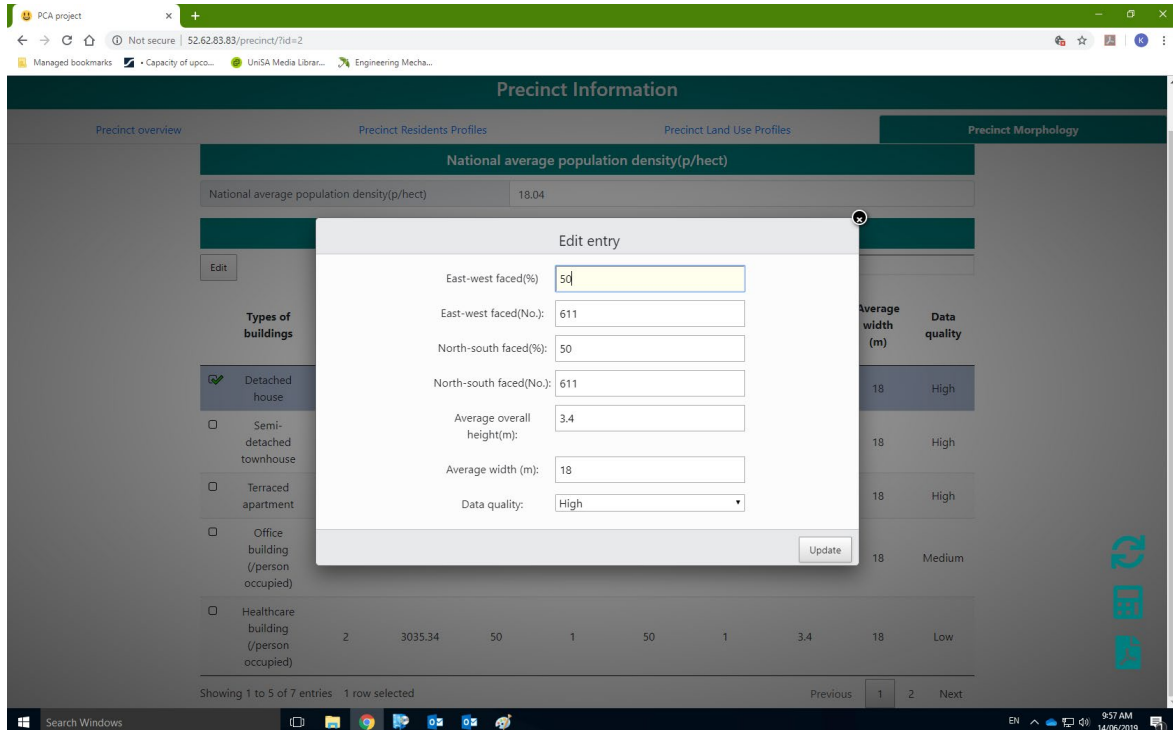 PCA project
Not secure | 52.62.83.83/precinct/?id=2
Managed bookmarks • Capacity of upco... UniSA Media Librar... Engineering Mecha...
Precinct Information
Precinct overview Precinct Residents Profiles Precinct Land Use Profiles Precinct Morphology
National average population density(p/hect)
National average population density(p/hect) 18.04
Edit entry
Edit
East-west faced(%) 50
East-west faced(No.): 611
North-south faced(%): 50
North-south faced(No.): 611
Average overall
height(m): 3.4
Average width (m): 18
Data quality: High
Update
Types of
buildings
Average
width
(m)
Data
quality
Detached
house 18 High
Semi-
detached
townhouse 18 High
Terraced
apartment 18 High
Office
building
(/person
occupied) 18 Medium
Healthcare
building
(/person
occupied) 2 3035.34 50 1 50 1 3.4 18 Low
Showing 1 to 5 of 7 entries 1 row selected Previous 1 2 Next
Search Windows
EN 9:57 AM
14/06/2019